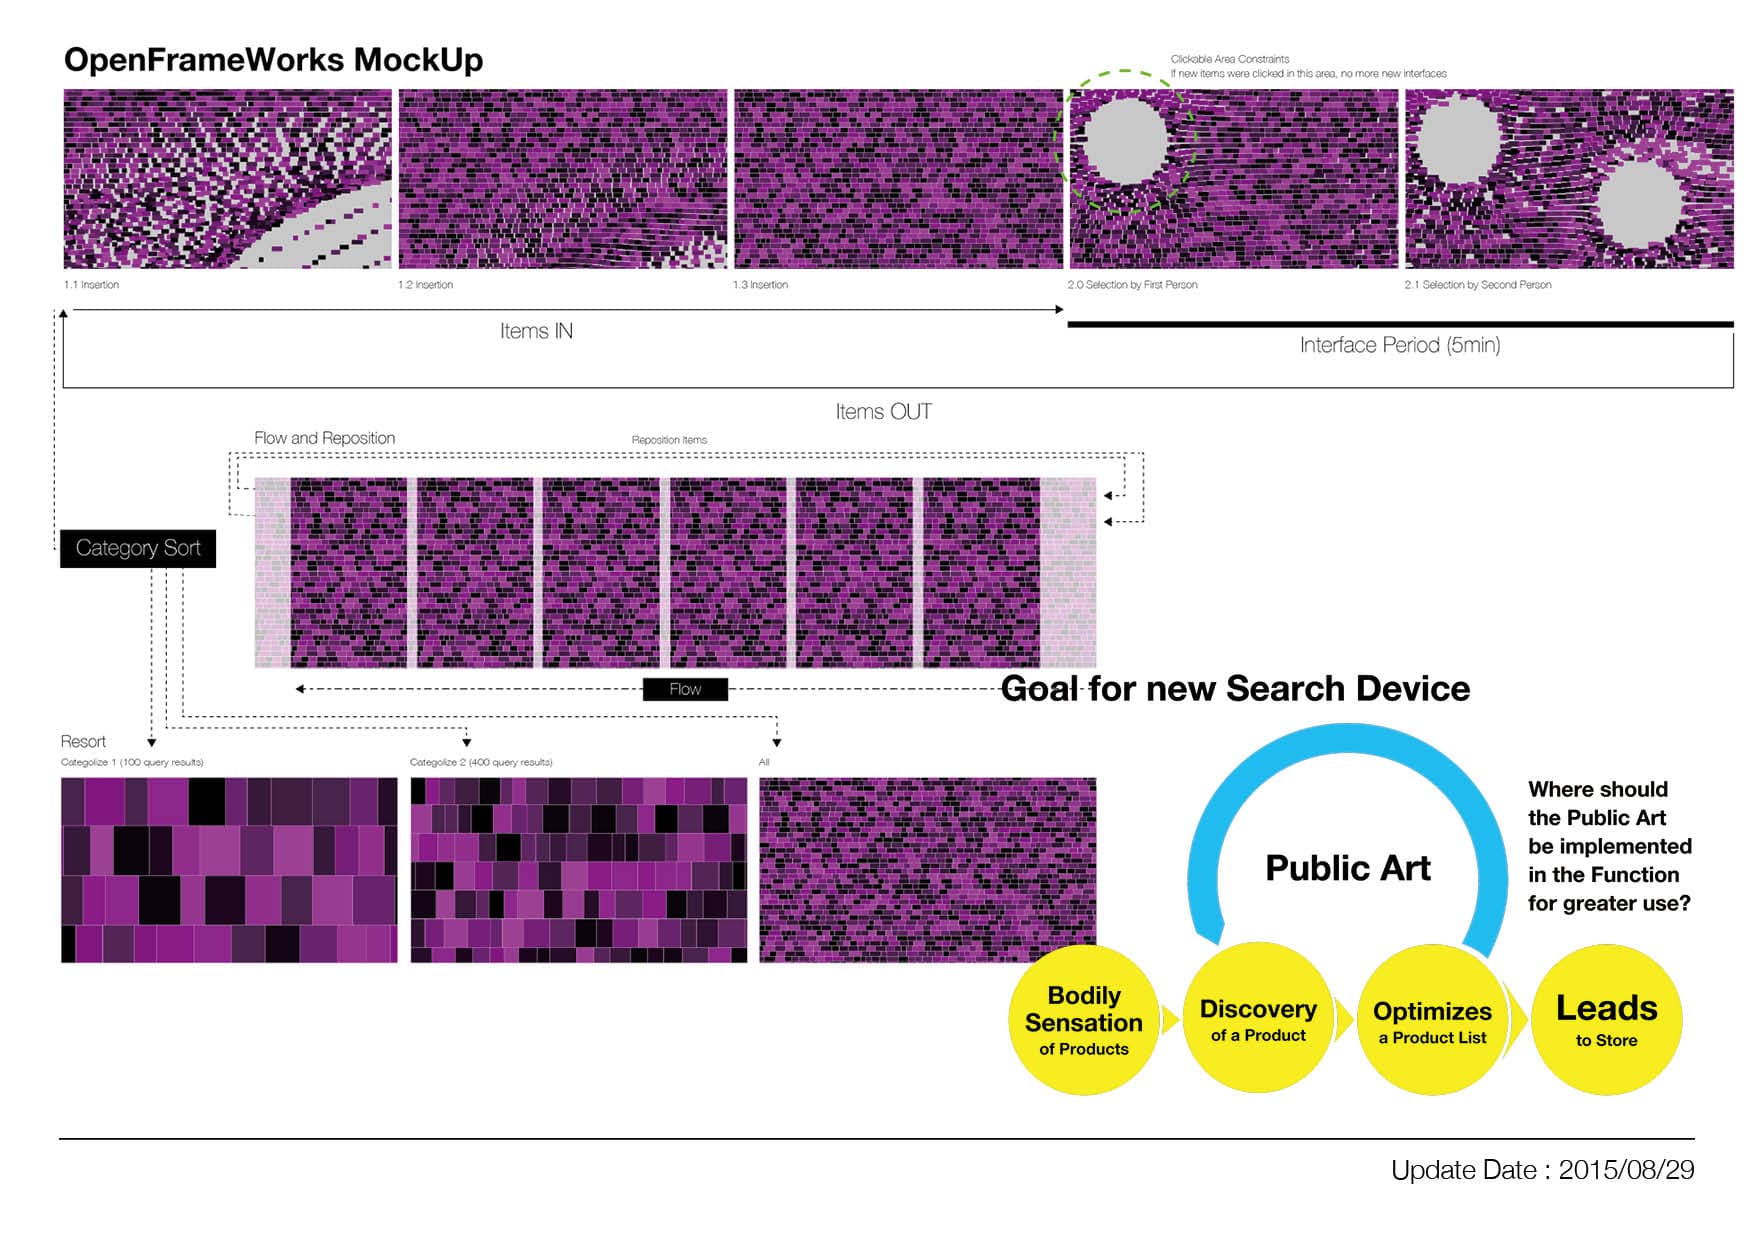 OpenFrameWorks MockUp
Clickable Area Constraints
If new items were clicked in this area, no more new interfaces
1.1 Insertion
1.2 Insertion
1.3 Insertion
2.0 Selection by First Person
2.1 Selection by Second Person
Items IN
Interface Period (5min)
Items OUT
Flow and Reposition
Reposition items
Category Sort
Flow
Resort
Categolize 1 (100 query results)
Categolize 2 (400 query results)
All
Goal for new Search Device
Public Art
Where should
the Public Art
be implemented
in the Function
for greater use?
Bodily
Sensation
of Products
Discovery
of a Product
Optimizes
a Product List
Leads
to Store
Update Date : 2015/08/29